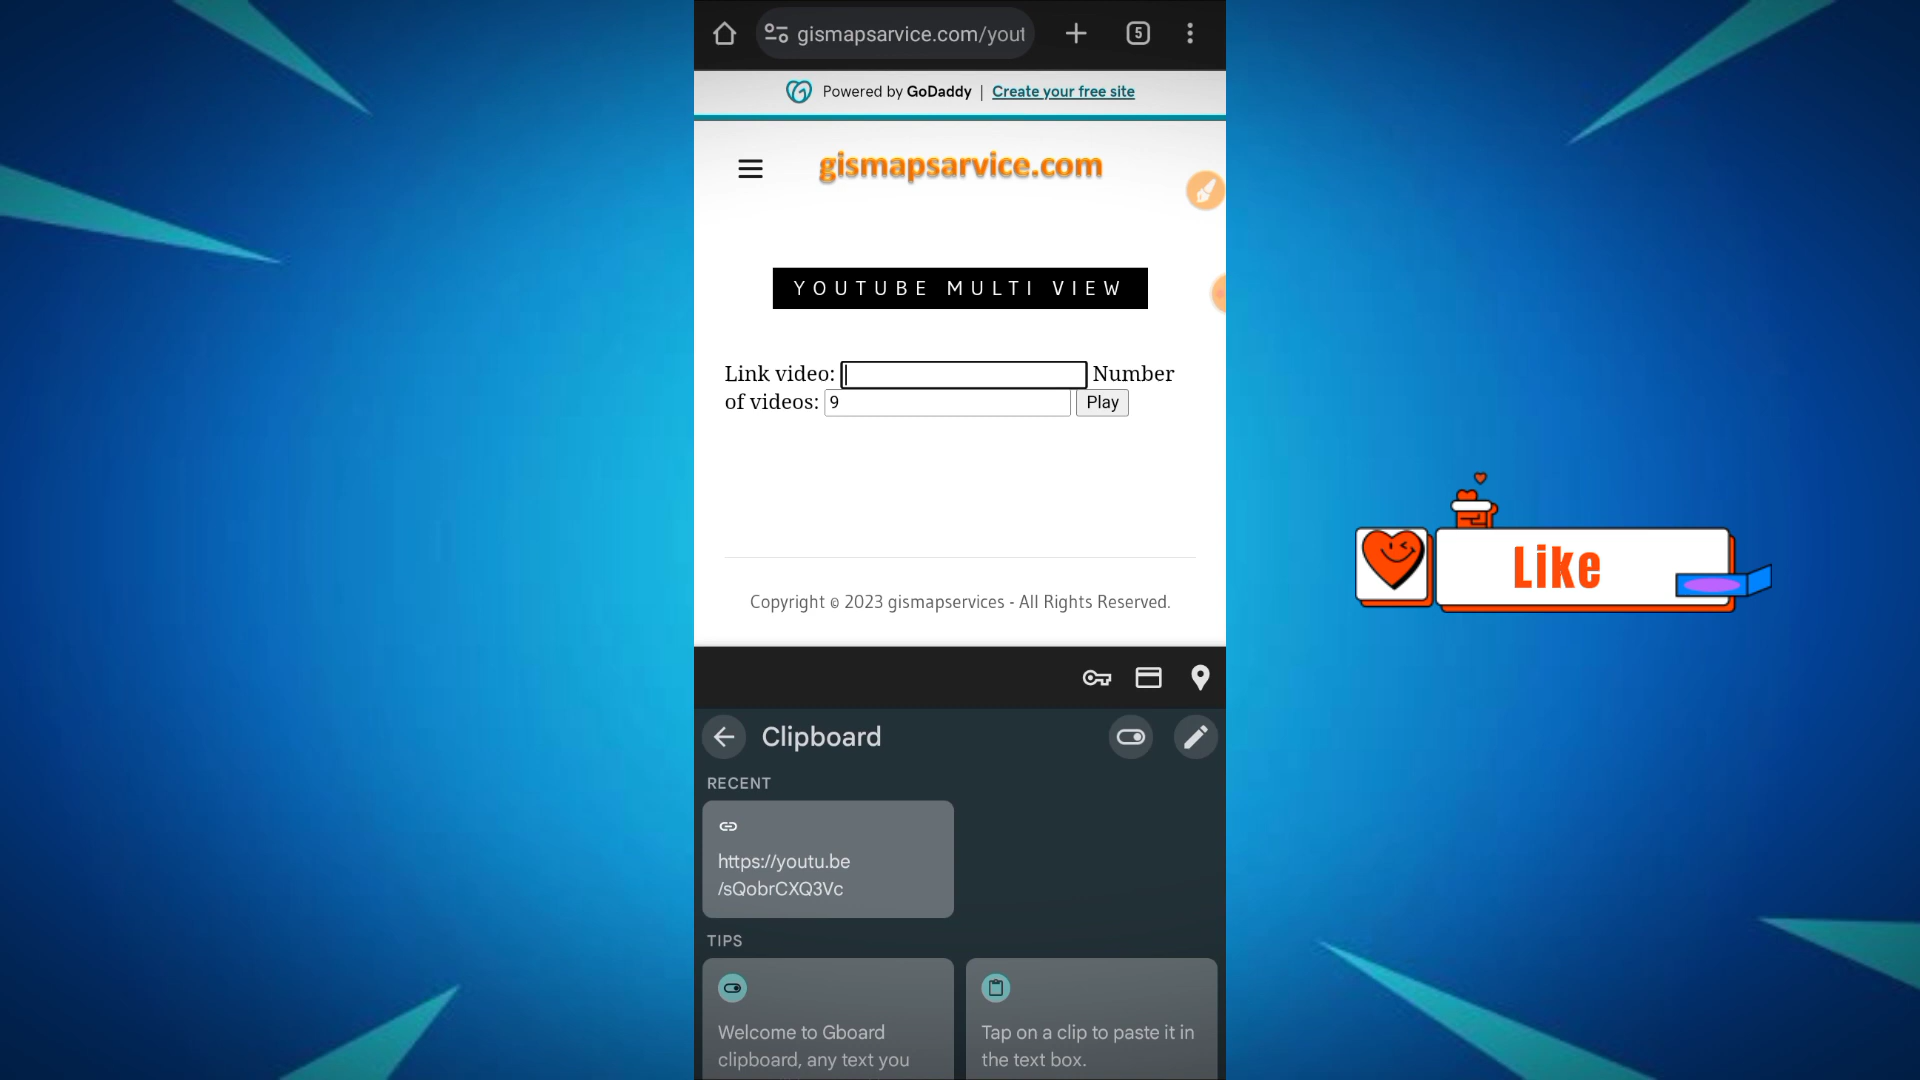 gismapsarvice.com/yout
5
Powered by GoDaddy | Create your free site
gismapsarvice.com
YOUTUBE MULTI VIEW
Link video: Number
of videos: 9 Play
Like
Copyright © 2023 gismapservices - All Rights Reserved.
Clipboard
RECENT
https://youtu.be
/sQobrCXQ3Vc
TIPS
Welcome to Gboard
clipboard, any text you
Tap on a clip to paste it in
the text box.